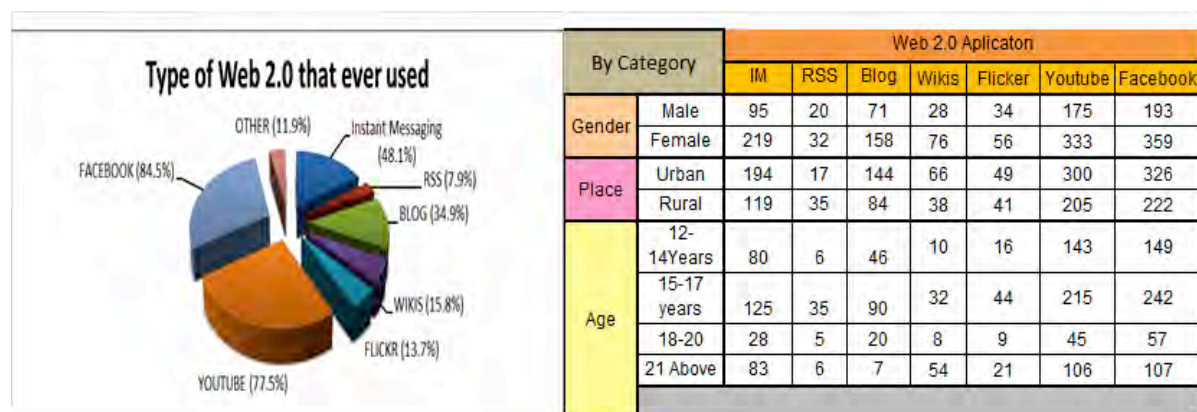 Type of Web 2.0 that ever used
OTHER (11.9%)
Instant Messaging
(48.1%)
FACEBOOK (84.5%)
RSS (7.9%)
BLOG (34.9%)
WIKIS (15.8%)
FLICKR (13.7%)
YOUTUBE (77.5%)
By Category
Web 2.0 Aplicaton
IM RSS Blog Wikis Flicker Youtube Facebook
Gender
Male 95 20 71 28 34 175 193
Female 219 32 158 76 56 333 359
Place
Urban 194 17 144 66 49 300 326
Rural 119 35 84 38 41 205 222
Age
12-
14Years 80 6 46 10 16 143 149
15-17
years 125 35 90 32 44 215 242
18-20 28 5 20 8 9 45 57
21 Above 83 6 7 54 21 106 107